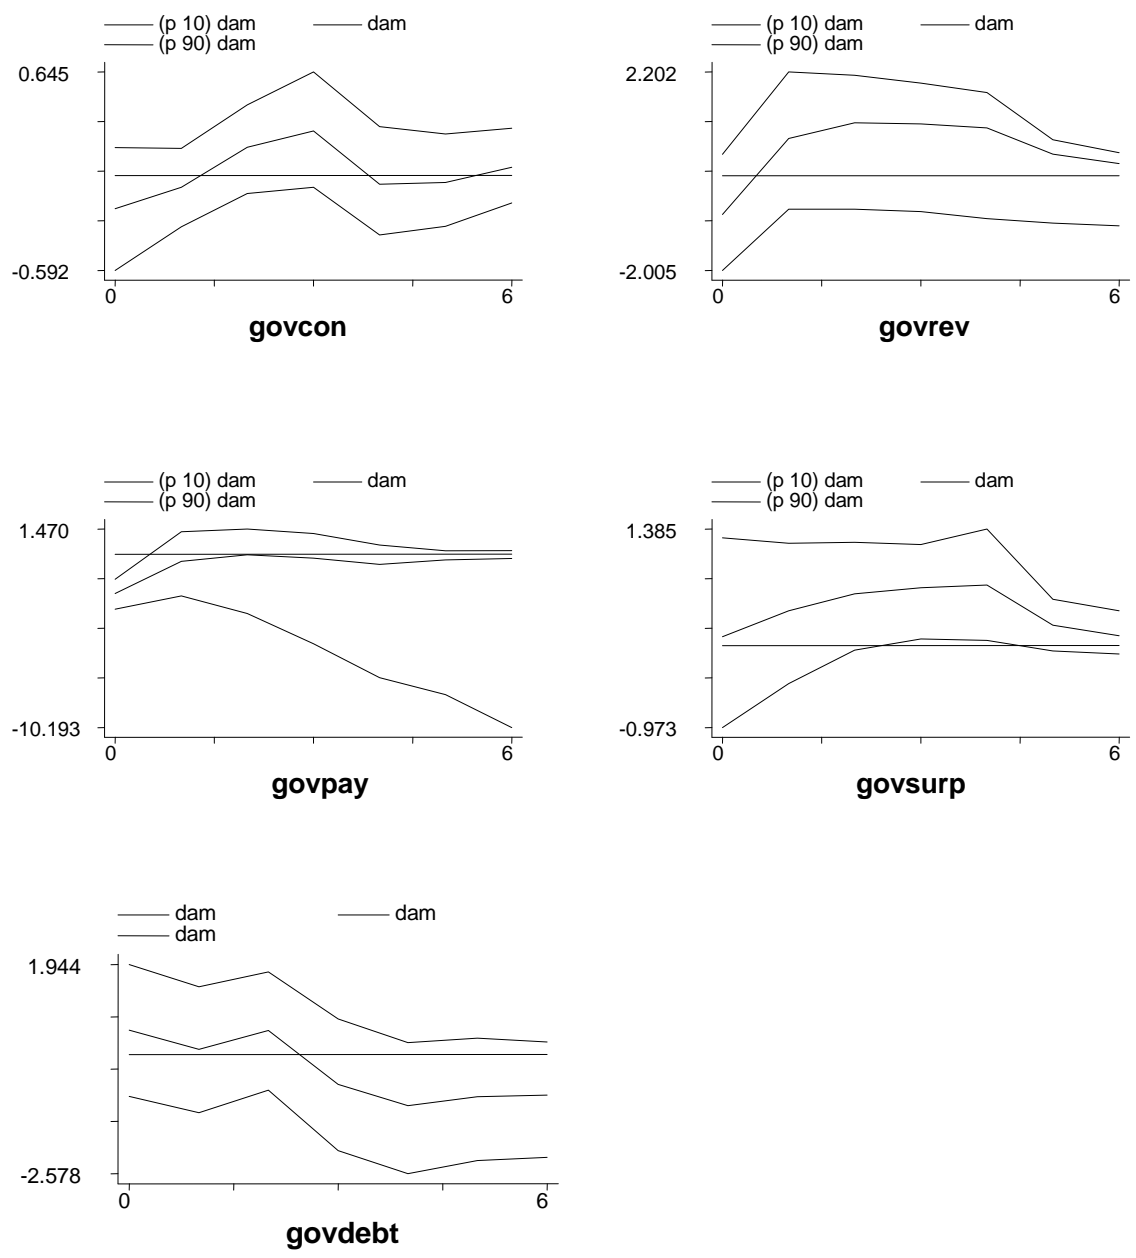 (p 10) dam dam
(p 90) dam
0.645
-0.592
0 6
govcon
(p 10) dam dam
(p 90) dam
2.202
-2.005
0 6
govrev
(p 10) dam dam
(p 90) dam
1.470
-10.193
0 6
govpay
(p 10) dam dam
(p 90) dam
1.385
-0.973
0 6
govsurp
dam dam
dam
1.944
-2.578
0 6
govdebt